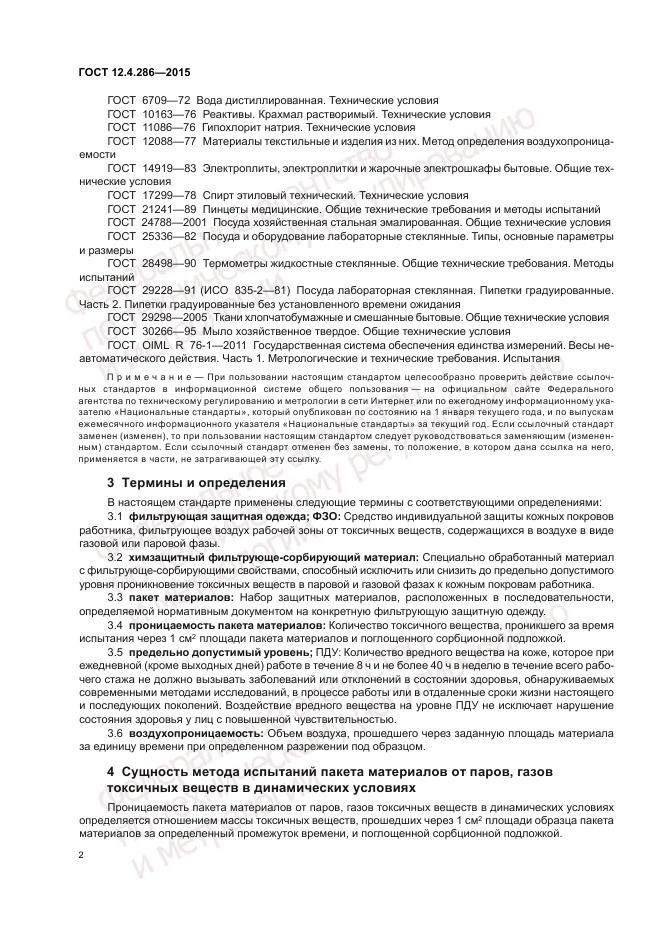 ГОСТ 12.4.286—2015
ГОСТ 6709—72 Вода дистиллированная. Технические условия
ГОСТ 10163—76 Реактивы. Крахмал растворимый. Технические условия
ГОСТ 11086—76 Гипохлорит натрия. Технические условия
ГОСТ 12088—77 Материалы текстильные и изделия из них. Метод определения воздухопроница-
емости
ГОСТ 14919—83 Электроплиты, электроплитки и жарочные электрошкафы бытовые. Общие тех-
нические условия
ГОСТ 17299—78 Спирт этиловый технический. Технические условия
ГОСТ 21241—89 Пинцеты медицинские. Общие технические требования и методы испытаний
ГОСТ 24788—2001 Посуда хозяйственная стальная эмалированная. Общие технические условия
ГОСТ 25336—82 Посуда и оборудование лабораторные стеклянные. Типы, основные параметры
и размеры
ГОСТ 28498—90 Термометры жидкостные стеклянные. Общие технические требования. Методы
испытаний
ГОСТ 29228—91 (ИСО 835-2—81) Посуда лабораторная стеклянная. Пипетки градуированные.
Часть 2. Пипетки градуированные без установленного времени ожидания
ГОСТ 29298—2005 Ткани хлопчатобумажные и смешанные бытовые. Общие технические условия
ГОСТ 30266—95 Мыло хозяйственное твердое. Общие технические условия
ГОСТ OIML R 76-1—2011 Государственная система обеспечения единства измерений. Весы не-
автоматического действия. Часть 1. Метрологические и технические требования. Испытания
Примечание — При пользовании настоящим стандартом целесообразно проверить действие ссылоч-
ных стандартов в информационной системе общего пользования — на официальном сайте Федерального
агентства по техническому регулированию и метрологии в сети Интернет или по ежегодному информационному ука-
зателю «Национальные стандарты», который опубликован по состоянию на 1 января текущего года, и по выпускам
ежемесячного информационного указателя «Национальные стандарты» за текущий год. Если ссылочный стандарт
заменен (изменен), то при пользовании настоящим стандартом следует руководствоваться заменяющим (изменен-
ным) стандартом. Если ссылочный стандарт отменен без замены, то положение, в котором дана ссылка на него,
применяется в части, не затрагивающей эту ссылку.
3 Термины и определения
В настоящем стандарте применены следующие термины с соответствующими определениями:
3.1 фильтрующая защитная одежда; ФЗО: Средство индивидуальной защиты кожных покровов
работника, фильтрующее воздух рабочей зоны от токсичных веществ, содержащихся в воздухе в виде
газовой или паровой фазы.
3.2 химзащитный фильтрующе-сорбирующий материал: Специально обработанный материал
с фильтрующе-сорбирующими свойствами, способный исключить или снизить до предельно допустимого
уровня проникновение токсичных веществ в паровой и газовой фазах к кожным покровам работника.
3.3 пакет материалов: Набор защитных материалов, расположенных в последовательности,
определяемой нормативным документом на конкретную фильтрующую защитную одежду.
3.4 проницаемость пакета материалов: Количество токсичного вещества, проникшего за время
испытания через 1 см² площади пакета материалов и поглощенного сорбционной подложкой.
3.5 предельно допустимый уровень; ПДУ: Количество вредного вещества на коже, которое при
ежедневной (кроме выходных дней) работе в течение 8 ч и не более 40 ч в неделю в течение всего рабо-
чего стажа не должно вызывать заболеваний или отклонений в состоянии здоровья, обнаруживаемых
современными методами исследований, в процессе работы или в отдаленные сроки жизни настоящего
и последующих поколений. Воздействие вредного вещества на уровне ПДУ не исключает нарушение
состояния здоровья у лиц с повышенной чувствительностью.
3.6 воздухопроницаемость: Объем воздуха, прошедшего через заданную площадь материала
за единицу времени при определенном разрежении под образцом.
4 Сущность метода испытаний пакета материалов от паров, газов
токсичных веществ в динамических условиях
Проницаемость пакета материалов от паров, газов токсичных веществ в динамических условиях
определяется отношением массы токсичных веществ, прошедших через 1 см² площади образца пакета
материалов за определенный промежуток времени, и поглощенной сорбционной подложкой.
2